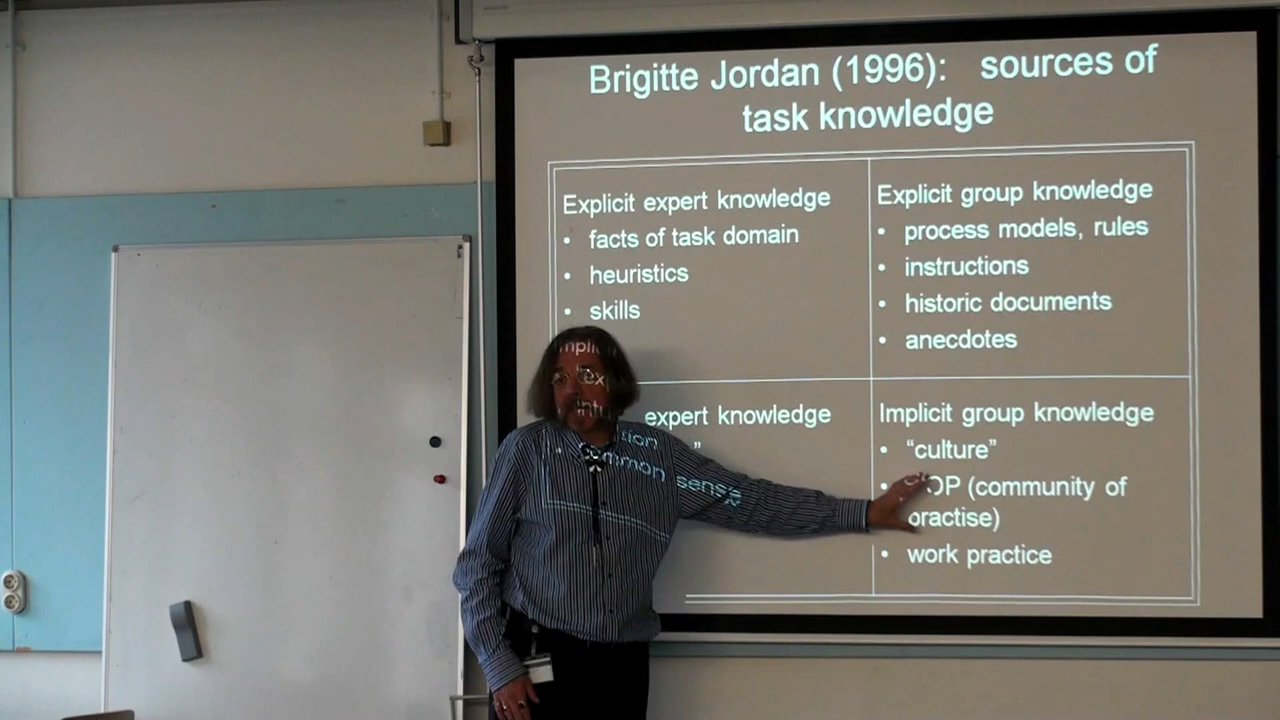 Brigitte Jordan (1996): sources of
task knowledge
Explicit expert knowledge
• facts of task domain
• heuristics
• skills
Explicit group knowledge
• process models, rules
• instructions
• historic documents
• anecdotes
expert knowledge
common sense
Implicit group knowledge
• "culture"
• (community of
practise)
• work practice